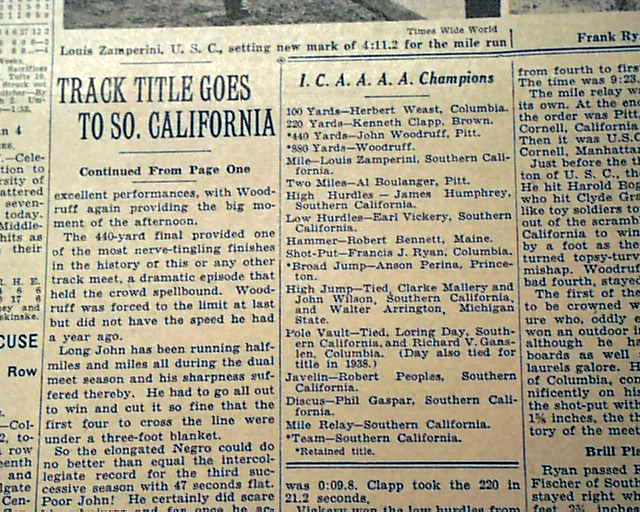 Times Wide World
Louis Zamperini, U. S. C., setting new mark of 4:11.2 for the mile run
Frank Ry
TRACK TITLE GOES
TO SO. CALIFORNIA
Continued From Page One
excellent performances, with Wood-
ruff again providing the big mo-
ment of the afternoon.
The 440-yard final provided one
of the most nerve-tingling finishes
in the history of this or any other
track meet, a dramatic episode that
held the crowd spellbound. Wood-
ruff was forced to the limit at last
but did not have the speed he had
a year ago.
Long John has been running half-
miles and miles all during the dual
meet season and his sharpness suf-
fered thereby. He had to go all out
to win and cut it so fine that the
first four to cross the line were
under a three-foot blanket.
So the elongated Negro could do
no better than equal the intercol-
legiate record for the third suc-
cessive season with 47 seconds flat.
Poor John! He certainly did scare
I. C. A. A. A. A. Champions
100 Yards—Herbert Weast, Columbia.
220 Yards—Kenneth Clapp, Brown.
*440 Yards—John Woodruff, Pitt.
*880 Yards—Woodruff.
Mile—Louis Zamperini, Southern Cali-
fornia.
Two Miles—Al Boulanger, Pitt.
High Hurdles—James Humphrey,
Southern California.
Low Hurdles—Earl Vickery, Southern
California.
Hammer—Robert Bennett, Maine.
Shot-Put—Francis J. Ryan, Columbia.
*Broad Jump—Anson Perina, Prince-
ton.
High Jump—Tied, Clarke Mallery and
John Wilson, Southern California,
and Walter Arrington, Michigan
State.
Pole Vault—Tied, Loring Day, South-
ern California, and Richard V. Gans-
len, Columbia. (Day also tied for
title in 1938.)
Javelin—Robert Peoples, Southern
California.
Discus—Phil Gaspar, Southern Cali-
fornia.
Mile Relay—Southern California.
*Team—Southern California.
*Retained title.
was 0:09.8. Clapp took the 220 in
21.2 seconds.
Vickery won the low hurdles from
from fourth to first
The time was 9:23.
The mile relay w
its own. At the en
the order was Pitt
Cornell, California
Then it was U.S.C
Cornell, Manhatta
Just before the t
ton of U. S. C., th
He hit Harold Bo
who hit Clyde Gra
like toy soldiers to
out of the scramb
California to win
by a foot as the
turned topsy-turv
mishap. Woodru
bad fourth, staye
The first of the
to be crowned
ure who, oddly e
won an outdoor
although he ha
boards as well
laurels galore. H
of Columbia, con
nificently on his
the shot-put with
1⅝ inches, the t
tory of the meet
Brill Pl
Ryan passed
Fischer of South
stayed right wh